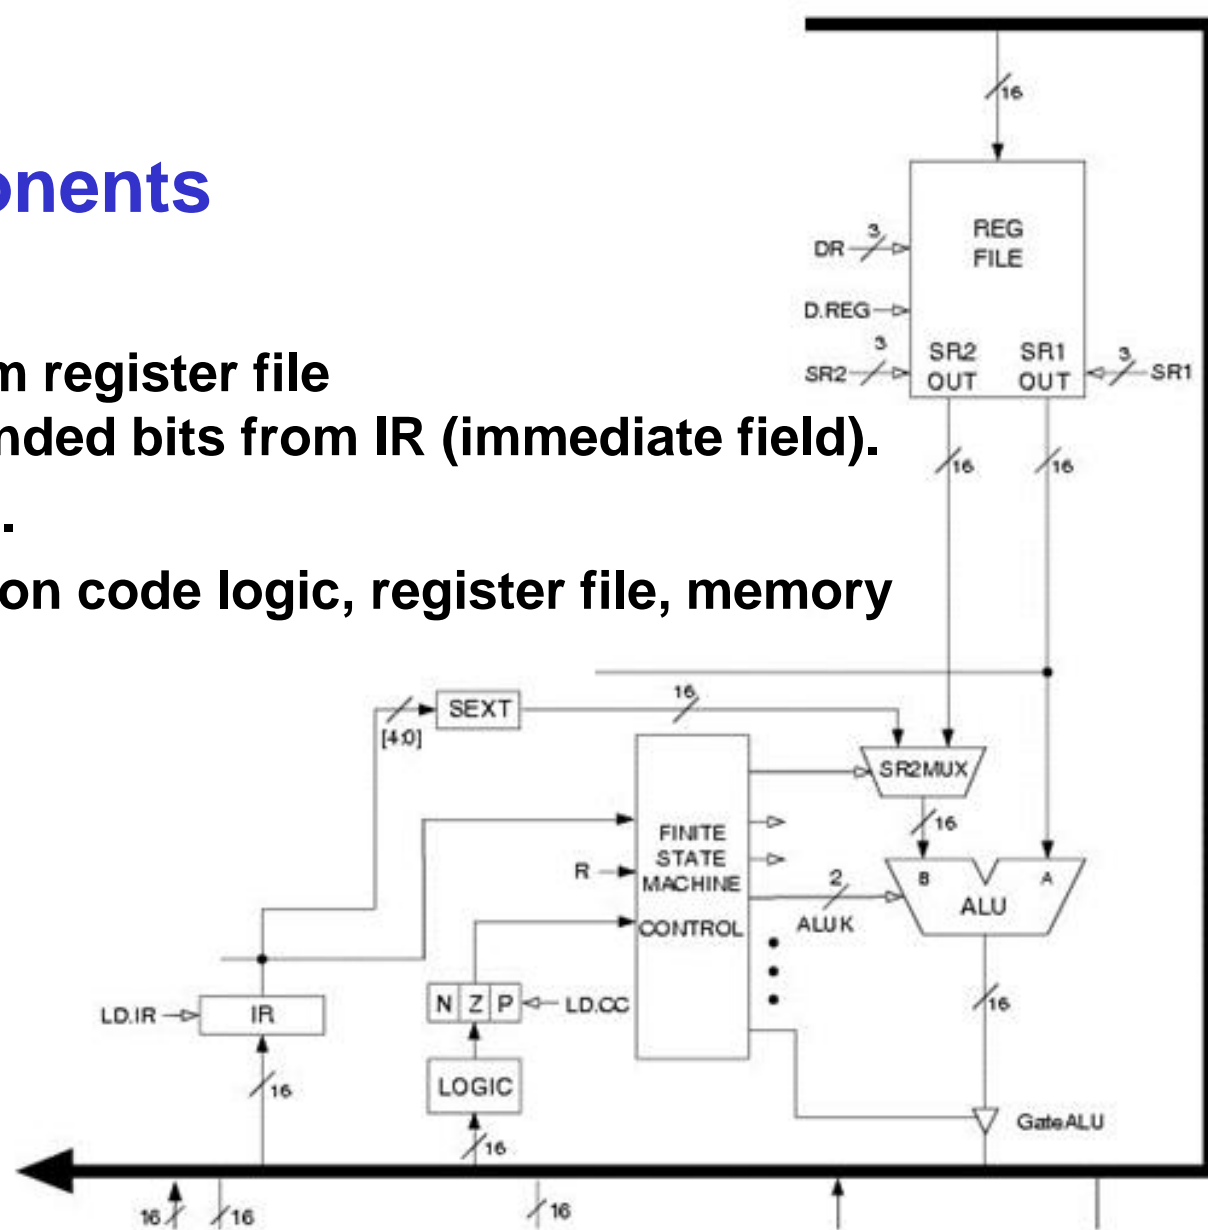 onents
m register file
nded bits from IR (immediate field).
.
on code logic, register file, memory
16
REG
FILE
DR
3
D.REG
SR2
3
SR2
OUT
SR1
OUT
3
SR1
16
16
[4:0]
SEXT
16
SR2MUX
16
FINITE
STATE
MACHINE
CONTROL
R
2
ALUK
B
A
ALU
LD.IR
IR
N Z P
LD.CC
LOGIC
16
16
16
GateALU
16
16
16